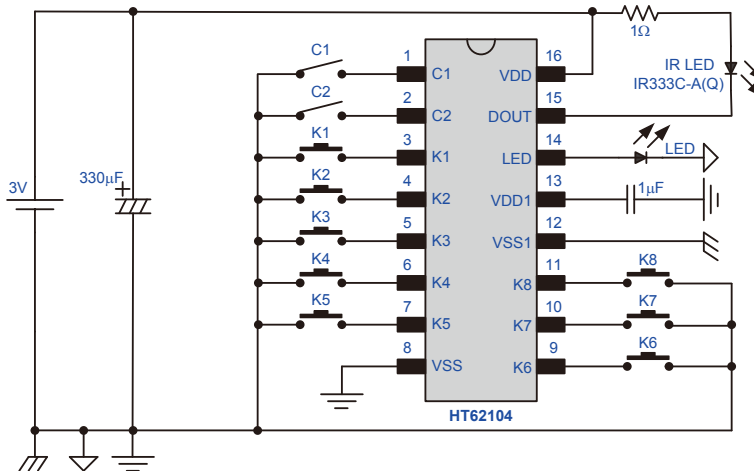 3V
330µF
+
C1
C2
K1
K2
K3
K4
K5
1
2
3
4
5
6
7
8
C1
C2
K1
K2
K3
K4
K5
VSS
VDD
DOUT
LED
VDD1
VSS1
K8
K7
K6
16
15
14
13
12
11
10
9
HT62104
1Ω
IR LED
IR333C-A(Q)
LED
1µF
K8
K7
K6